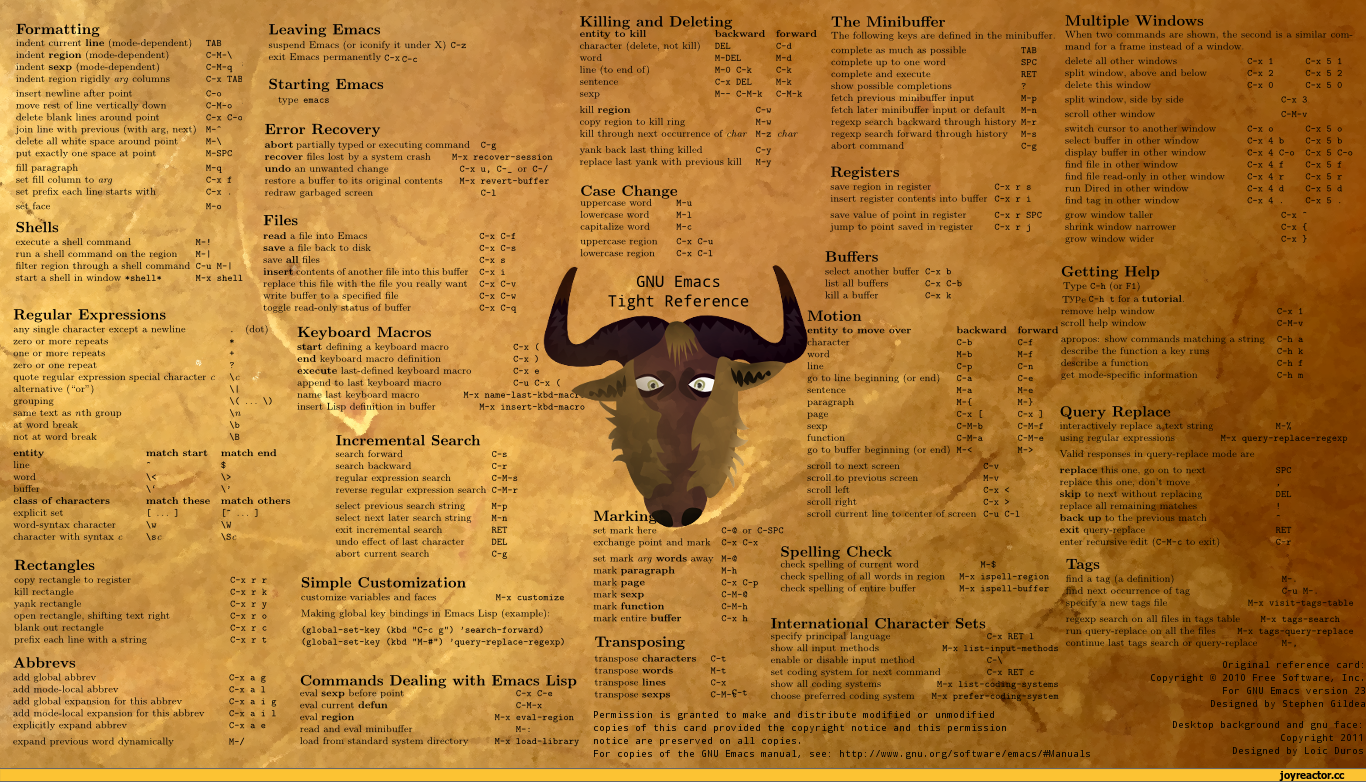 Formatting
indent current line (mode-dependent) TAB
indent region (mode-dependent) C-M-\
indent sexp (mode-dependent) C-M-q
indent region rigidly arg columns C-x TAB
insert newline after point C-o
move rest of line vertically down C-M-o
delete blank lines around point C-x C-o
join line with previous (with arg, next) M-^
delete all white space around point M-\
put exactly one space at point M-SPC
fill paragraph M-q
set fill column to arg C-x f
set prefix each line starts with C-x .
set face M-o
Shells
execute a shell command M-!
run a shell command on the region M-|
filter region through a shell command C-u M-|
start a shell in window *shell* M-x shell
Regular Expressions
any single character except a newline . (dot)
zero or more repeats *
one or more repeats +
zero or one repeat ?
quote regular expression special character c \c
alternative ("or") \|
grouping \( ... \)
same text as nth group \n
at word break \b
not at word break \B
entity match start match end
line ^ $
word \< \>
buffer \` \'
class of characters match these match others
explicit set [ ... ] [^ ... ]
word-syntax character \w \W
character with syntax c \sc \Sc
Rectangles
copy rectangle to register C-x r r
kill rectangle C-x r k
yank rectangle C-x r y
open rectangle, shifting text right C-x r o
blank out rectangle C-x r c
prefix each line with a string C-x r t
Abbrevs
add global abbrev C-x a g
add mode-local abbrev C-x a l
add global expansion for this abbrev C-x a i g
add mode-local expansion for this abbrev C-x a i l
explicitly expand abbrev C-x a e
expand previous word dynamically M-/
Leaving Emacs
suspend Emacs (or iconify it under X) C-z
exit Emacs permanently C-x C-c
Starting Emacs
type emacs
Error Recovery
abort partially typed or executing command C-g
recover files lost by a system crash M-x recover-session
undo an unwanted change C-x u, C-_ or C-/
restore a buffer to its original contents M-x revert-buffer
redraw garbaged screen C-l
Files
read a file into Emacs C-x C-f
save a file back to disk C-x C-s
save all files C-x s
insert contents of another file into this buffer C-x i
replace this file with the file you really want C-x C-v
write buffer to a specified file C-x C-w
toggle read-only status of buffer C-x C-q
Keyboard Macros
start defining a keyboard macro C-x (
end keyboard macro definition C-x )
execute last-defined keyboard macro C-x e
append to last keyboard macro C-u C-x (
name last keyboard macro M-x name-last-kbd-macro
insert Lisp definition in buffer M-x insert-kbd-macro
Incremental Search
search forward C-s
search backward C-r
regular expression search C-M-s
reverse regular expression search C-M-r
select previous search string M-p
select next later search string M-n
exit incremental search RET
undo effect of last character DEL
abort current search C-g
Simple Customization
customize variables and faces M-x customize
Making global key bindings in Emacs Lisp (example):
(global-set-key (kbd "C-c g") 'search-forward)
(global-set-key (kbd "M-#") 'query-replace-regexp)
Commands Dealing with Emacs Lisp
eval sexp before point C-x C-e
eval current defun C-M-x
eval region M-x eval-region
read and eval minibuffer M-:
load from standard system directory M-x load-library
Killing and Deleting
entity to kill backward forward
character (delete, not kill) DEL C-d
word M-DEL M-d
line (to end of) M-0 C-k C-k
sentence C-x DEL M-k
sexp M-- C-M-k C-M-k
kill region C-w
copy region to kill ring M-w
kill through next occurrence of char M-z char
yank back last thing killed C-y
replace last yank with previous kill M-y
Case Change
uppercase word M-u
lowercase word M-l
capitalize word M-c
uppercase region C-x C-u
lowercase region C-x C-l
GNU Emacs
Tight Reference
Marking
set mark here C-@ or C-SPC
exchange point and mark C-x C-x
set mark arg words away M-@
mark paragraph M-h
mark page C-x C-p
mark sexp C-M-@
mark function C-M-h
mark entire buffer C-x h
Transposing
transpose characters C-t
transpose words M-t
transpose lines C-x C-t
transpose sexps C-M-t
The Minibuffer
The following keys are defined in the minibuffer.
complete as much as possible TAB
complete up to one word SPC
complete and execute RET
show possible completions ?
fetch previous minibuffer input M-p
fetch later minibuffer input or default M-n
regexp search backward through history M-r
regexp search forward through history M-s
abort command C-g
Registers
save region in register C-x r s
insert register contents into buffer C-x r i
save value of point in register C-x r SPC
jump to point saved in register C-x r j
Buffers
select another buffer C-x b
list all buffers C-x C-b
kill a buffer C-x k
Motion
entity to move over backward forward
character C-b C-f
word M-b M-f
line C-p C-n
go to line beginning (or end) C-a C-e
sentence M-a M-e
paragraph M-{ M-}
page C-x [ C-x ]
sexp C-M-b C-M-f
function C-M-a C-M-e
go to buffer beginning (or end) M-< M->
scroll to next screen C-v
scroll to previous screen M-v
scroll left C-x <
scroll right C-x >
scroll current line to center of screen C-u C-l
Spelling Check
check spelling of current word M-$
check spelling of all words in region M-x ispell-region
check spelling of entire buffer M-x ispell-buffer
International Character Sets
specify principal language C-x RET l
show all input methods M-x list-input-methods
enable or disable input method C-\
set coding system for next command C-x RET c
show all coding systems M-x list-coding-systems
choose preferred coding system M-x prefer-coding-system
Multiple Windows
When two commands are shown, the second is a similar com-
mand for a frame instead of a window.
delete all other windows C-x 1 C-x 5 1
split window, above and below C-x 2 C-x 5 2
delete this window C-x 0 C-x 5 0
split window, side by side C-x 3
scroll other window C-M-v
switch cursor to another window C-x o C-x 5 o
select buffer in other window C-x 4 b C-x 5 b
display buffer in other window C-x 4 C-o C-x 5 C-o
find file in other window C-x 4 f C-x 5 f
find file read-only in other window C-x 4 r C-x 5 r
run Dired in other window C-x 4 d C-x 5 d
find tag in other window C-x 4 . C-x 5 .
grow window taller C-x ^
shrink window narrower C-x {
grow window wider C-x }
Getting Help
Type C-h (or F1)
TYPe C-h t for a tutorial.
remove help window C-x 1
scroll help window C-M-v
apropos: show commands matching a string C-h a
describe the function a key runs C-h k
describe a function C-h f
get mode-specific information C-h m
Query Replace
interactively replace a text string M-%
using regular expressions M-x query-replace-regexp
Valid responses in query-replace mode are
replace this one, go on to next SPC
replace this one, don't move ,
skip to next without replacing DEL
replace all remaining matches !
back up to the previous match ^
exit query-replace RET
enter recursive edit (C-M-c to exit) C-r
Tags
find a tag (a definition) M-.
find next occurrence of tag C-u M-.
specify a new tags file M-x visit-tags-table
regexp search on all files in tags table M-x tags-search
run query-replace on all the files M-x tags-query-replace
continue last tags search or query-replace M-,
Original reference card:
Copyright © 2010 Free Software, Inc.
For GNU Emacs version 23
Designed by Stephen Gildea
Desktop background and gnu face:
Copyright 2011
Designed by Loic Duros
Permission is granted to make and distribute modified or unmodified
copies of this card provided the copyright notice and this permission
notice are preserved on all copies.
For copies of the GNU Emacs manual, see: http://www.gnu.org/software/emacs/#Manuals
joyreactor.cc